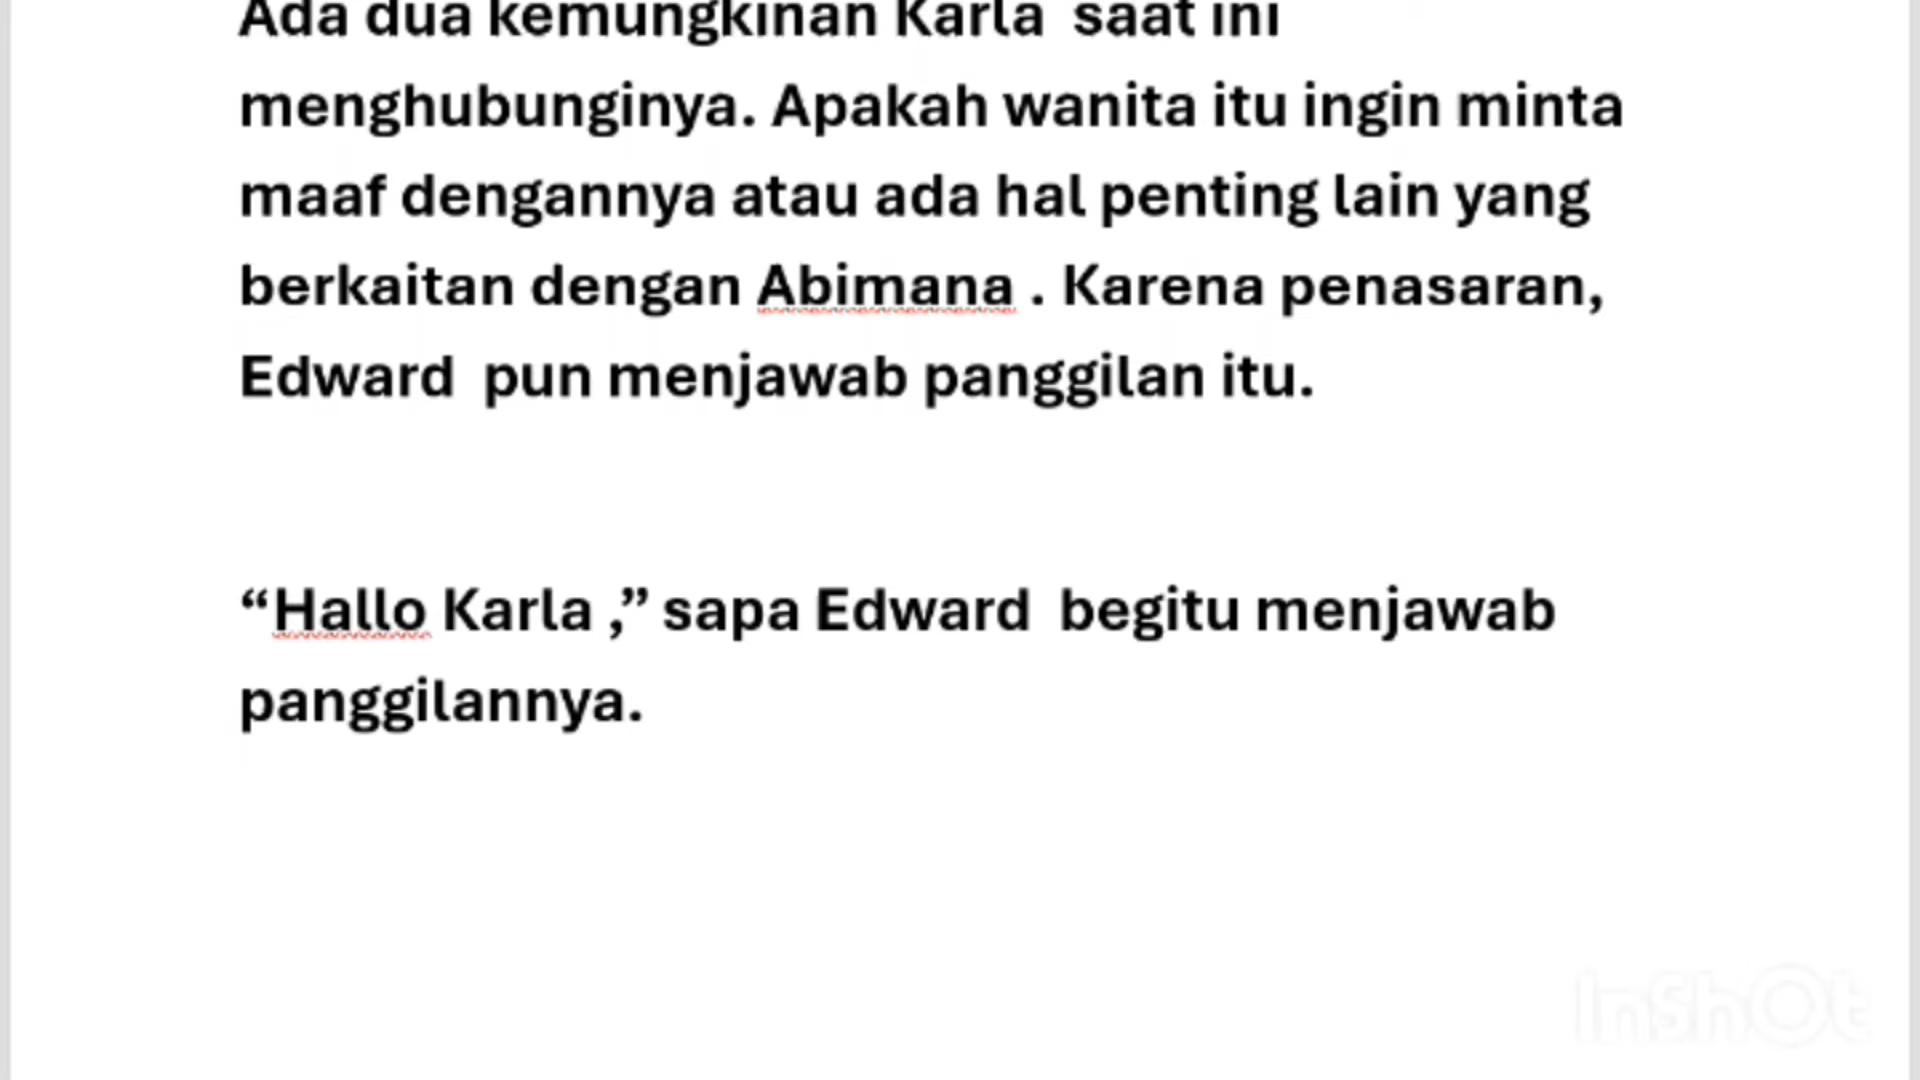 Ada dua kemungkinan Karla  saat ini
menghubunginya. Apakah wanita itu ingin minta
maaf dengannya atau ada hal penting lain yang
berkaitan dengan Abimana . Karena penasaran,
Edward  pun menjawab panggilan itu.
“Hallo Karla ,” sapa Edward  begitu menjawab
panggilannya.
InShOt